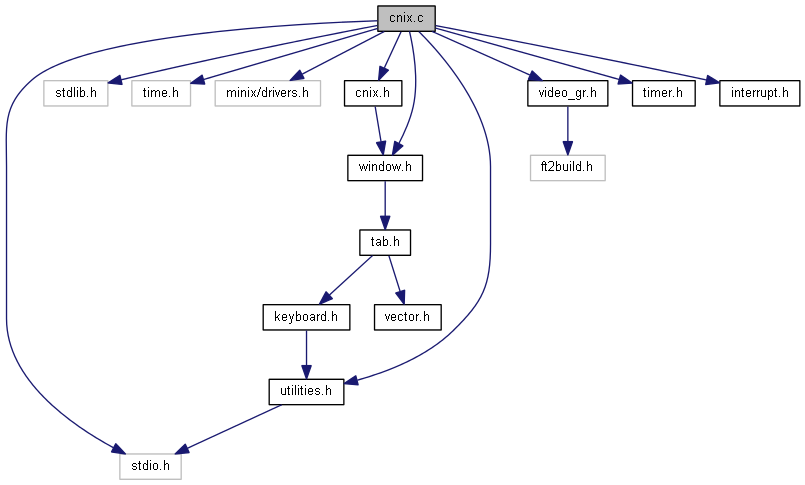 cnix.c
stdlib.h
time.h
minix/drivers.h
cnix.h
video_gr.h
timer.h
interrupt.h
window.h
ft2build.h
tab.h
keyboard.h
vector.h
utilities.h
stdio.h